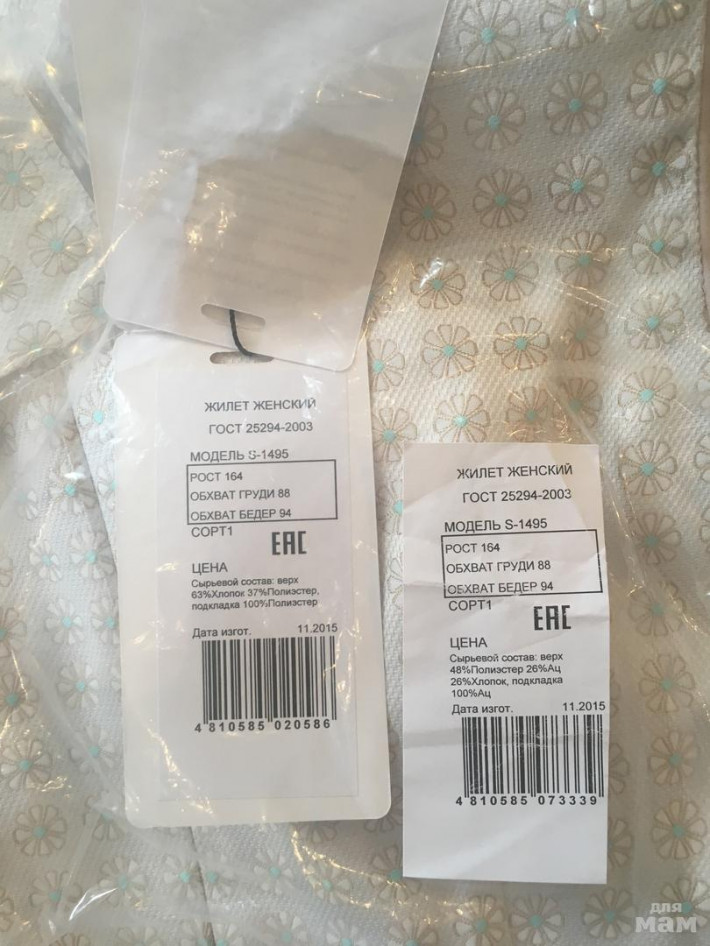 ЖИЛЕТ ЖЕНСКИЙ
ГОСТ 25294-2003
МОДЕЛЬ S-1495
РОСТ 164
ОБХВАТ ГРУДИ 88
ОБХВАТ БЕДЕР 94
СОРТ1
ЕАС
ЦЕНА
Сырьевой состав: верх
63%Хлопок 37%Полиэстер,
подкладка 100%Полиэстер
Дата изгот. 11.2015
4 810585 020586
ЖИЛЕТ ЖЕНСКИЙ
ГОСТ 25294-2003
МОДЕЛЬ S-1495
РОСТ 164
ОБХВАТ ГРУДИ 88
ОБХВАТ БЕДЕР 94
СОРТ1
ЕАС
ЦЕНА
Сырьевой состав: верх
48%Полиэстер 26%Ац
26%Хлопок, подкладка
100%Ац
Дата изгот. 11.2015
4 810585 073339
для
мам